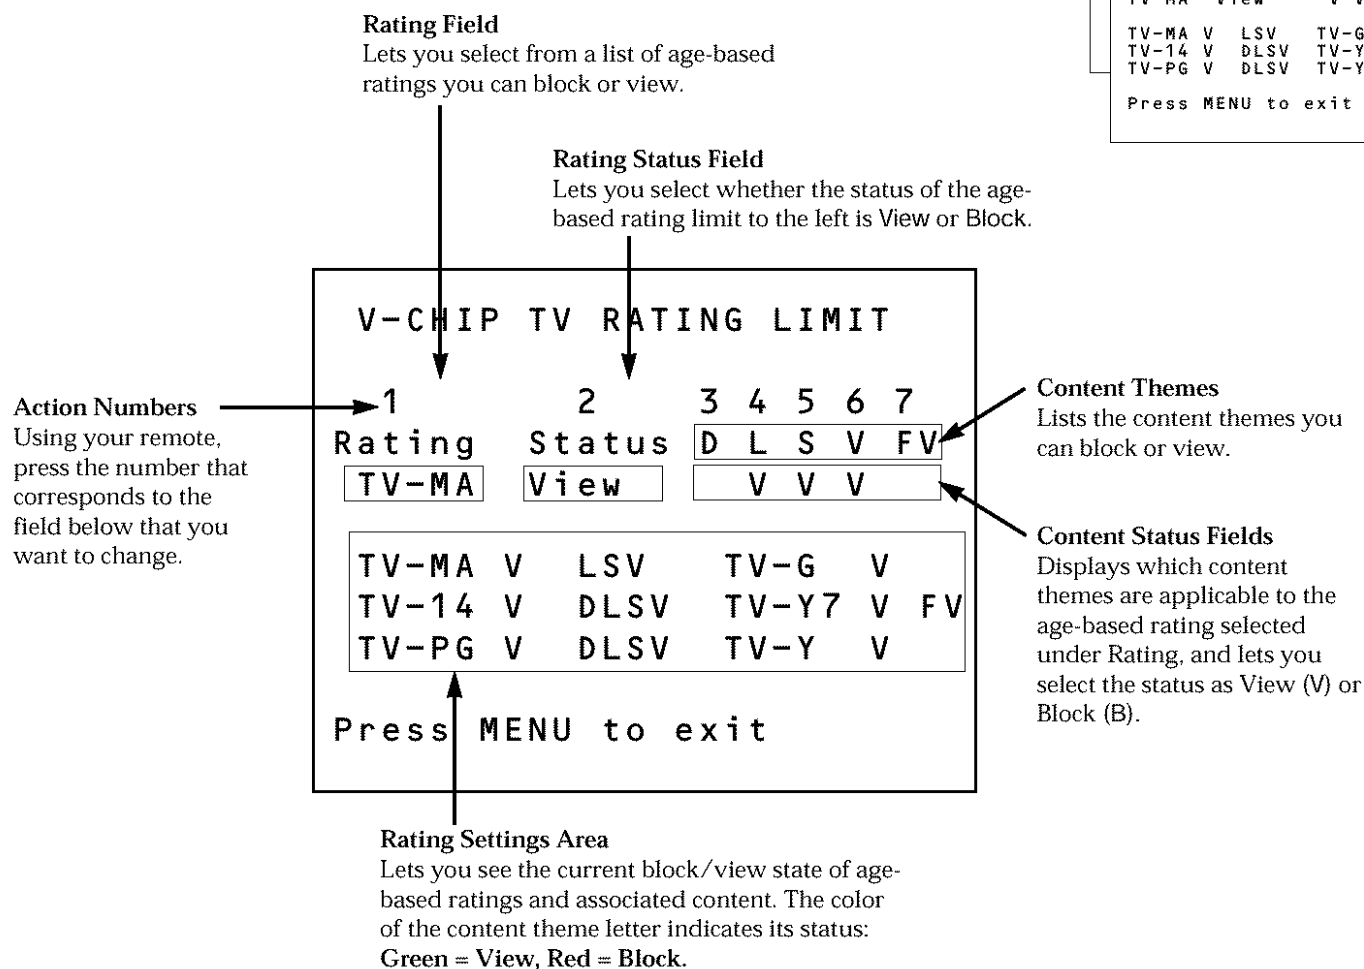 Rating Field
Lets you select from a list of age-based
ratings you can block or view.
TV-MA V LSV TV-G
TV-14 V DLSV TV-Y
TV-PG V DLSV TV-Y
Press MENU to exit
Rating Status Field
Lets you select whether the status of the age-
based rating limit to the left is View or Block.
V-CHIP TV RATING LIMIT
1 2 3 4 5 6 7
Rating Status D L S V FV
TV-MA View V V V
TV-MA V LSV TV-G V
TV-14 V DLSV TV-Y7 V FV
TV-PG V DLSV TV-Y V
Press MENU to exit
Action Numbers
Using your remote,
press the number that
corresponds to the
field below that you
want to change.
Content Themes
Lists the content themes you
can block or view.
Content Status Fields
Displays which content
themes are applicable to the
age-based rating selected
under Rating, and lets you
select the status as View (V) or
Block (B).
Rating Settings Area
Lets you see the current block/view state of age-
based ratings and associated content. The color
of the content theme letter indicates its status:
Green = View, Red = Block.